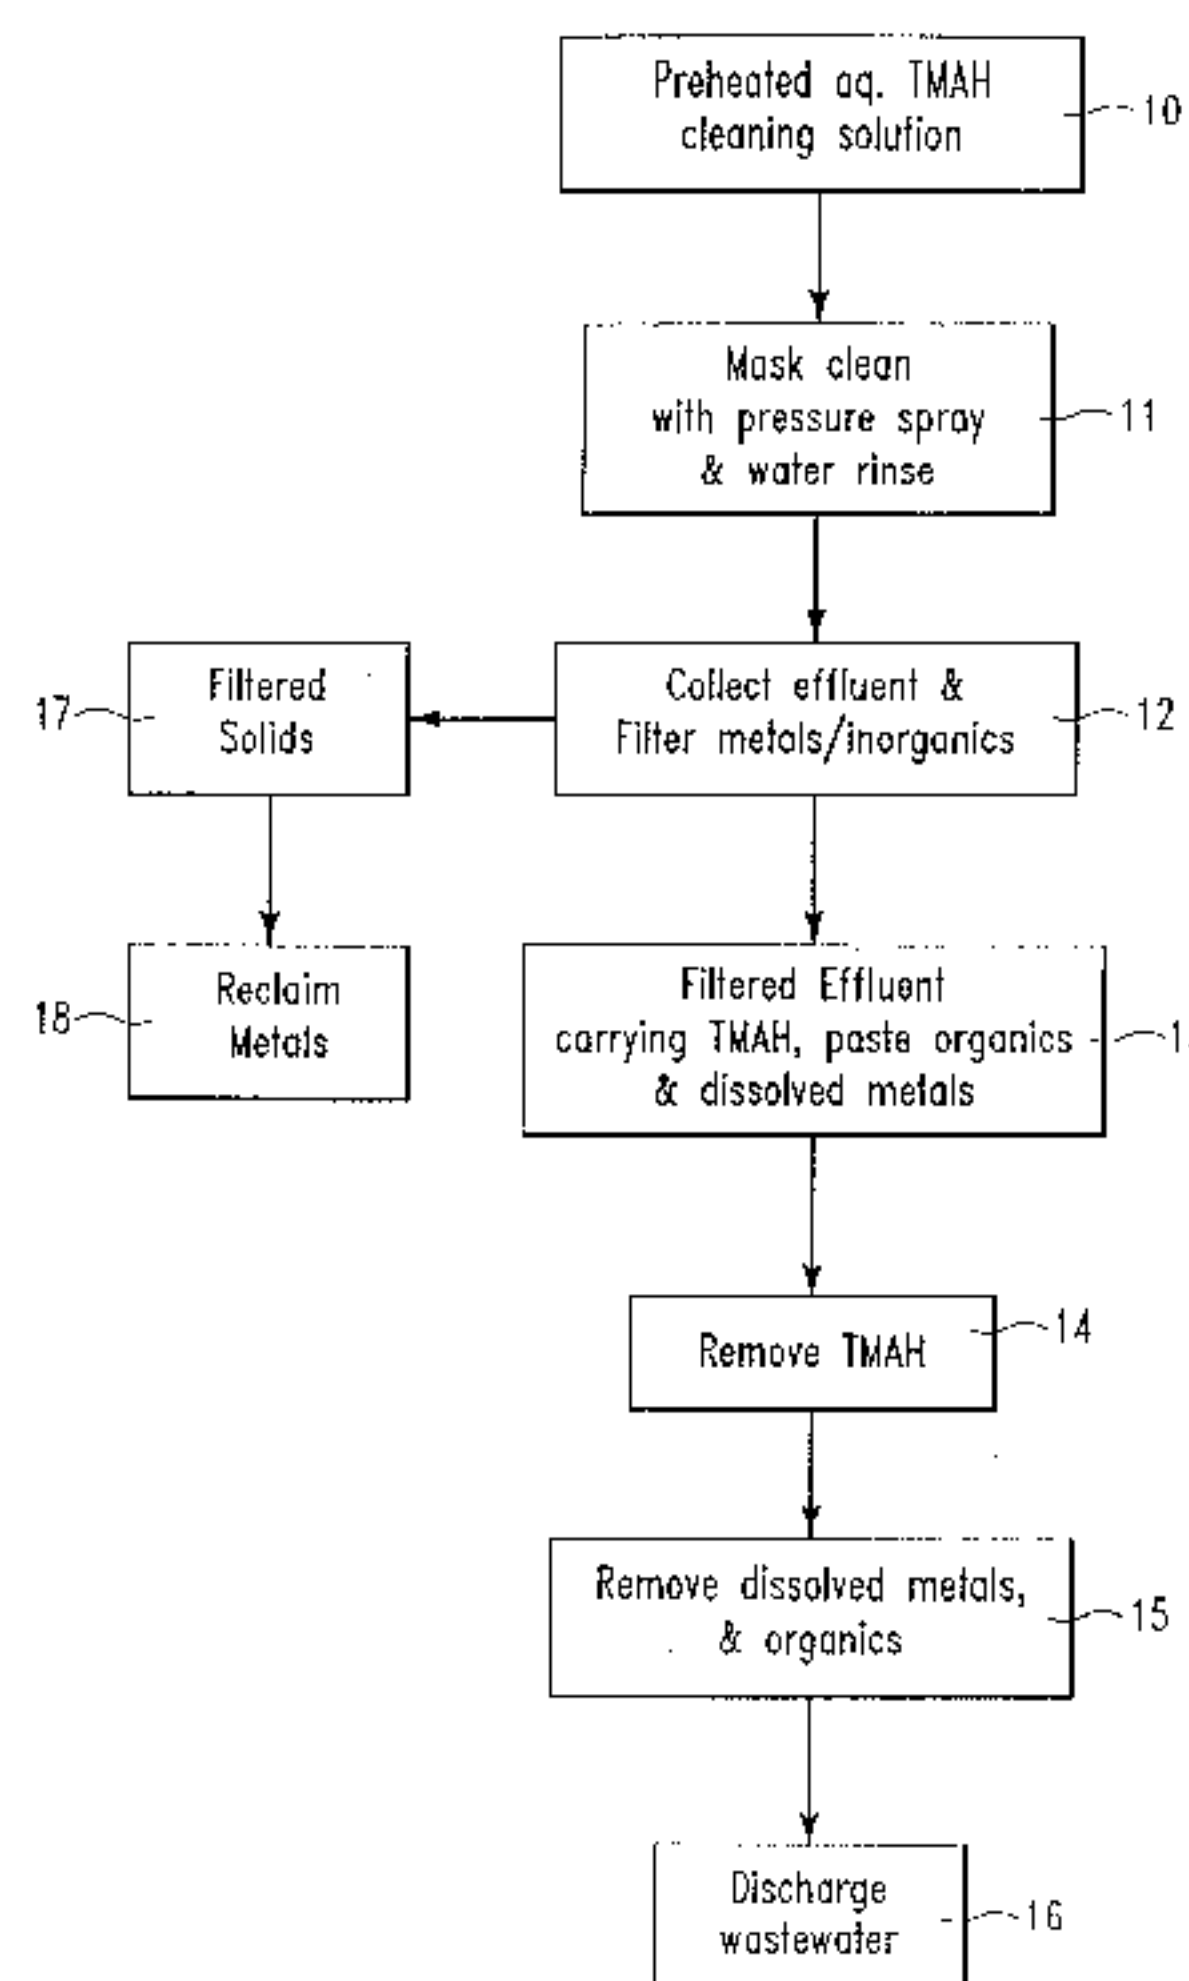 Preheated aq. TMAH
cleaning solution
10
Mask clean
with pressure spray
& water rinse
11
Collect effluent &
Filter metals/inorganics
12
Filtered
Solids
17
Reclaim
Metals
18
Filtered Effluent
carrying TMAH, paste organics
& dissolved metals
1
Remove TMAH
14
Remove dissolved metals,
& organics
15
Discharge
wastewater
16